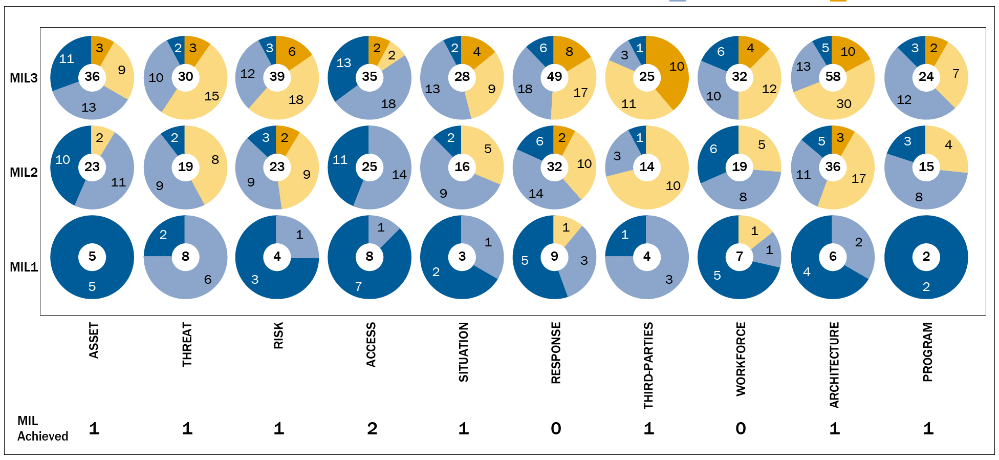 11 3 9 13 36
2 3 15 10 30
3 6 18 12 39
13 2 2 18 35
2 4 9 13 28
6 8 17 18 49
1 10 11 3 25
6 4 12 10 32
5 10 30 13 58
3 2 7 12 24
MIL3
2 11 10 23
2 8 9 19
3 2 9 9 23
11 14 25
2 5 9 16
6 2 10 14 32
1 10 3 14
6 5 8 19
5 3 17 11 36
3 4 8 15
MIL2
5 5
2 6 8
1 3 4
1 7 8
1 2 3
1 3 5 9
1 3 4
1 1 5 7
2 4 6
2 2
MIL1
ASSET
THREAT
RISK
ACCESS
SITUATION
RESPONSE
THIRD-PARTIES
WORKFORCE
ARCHITECTURE
PROGRAM
MIL
Achieved
1 1 1 2 1 0 1 0 1 1